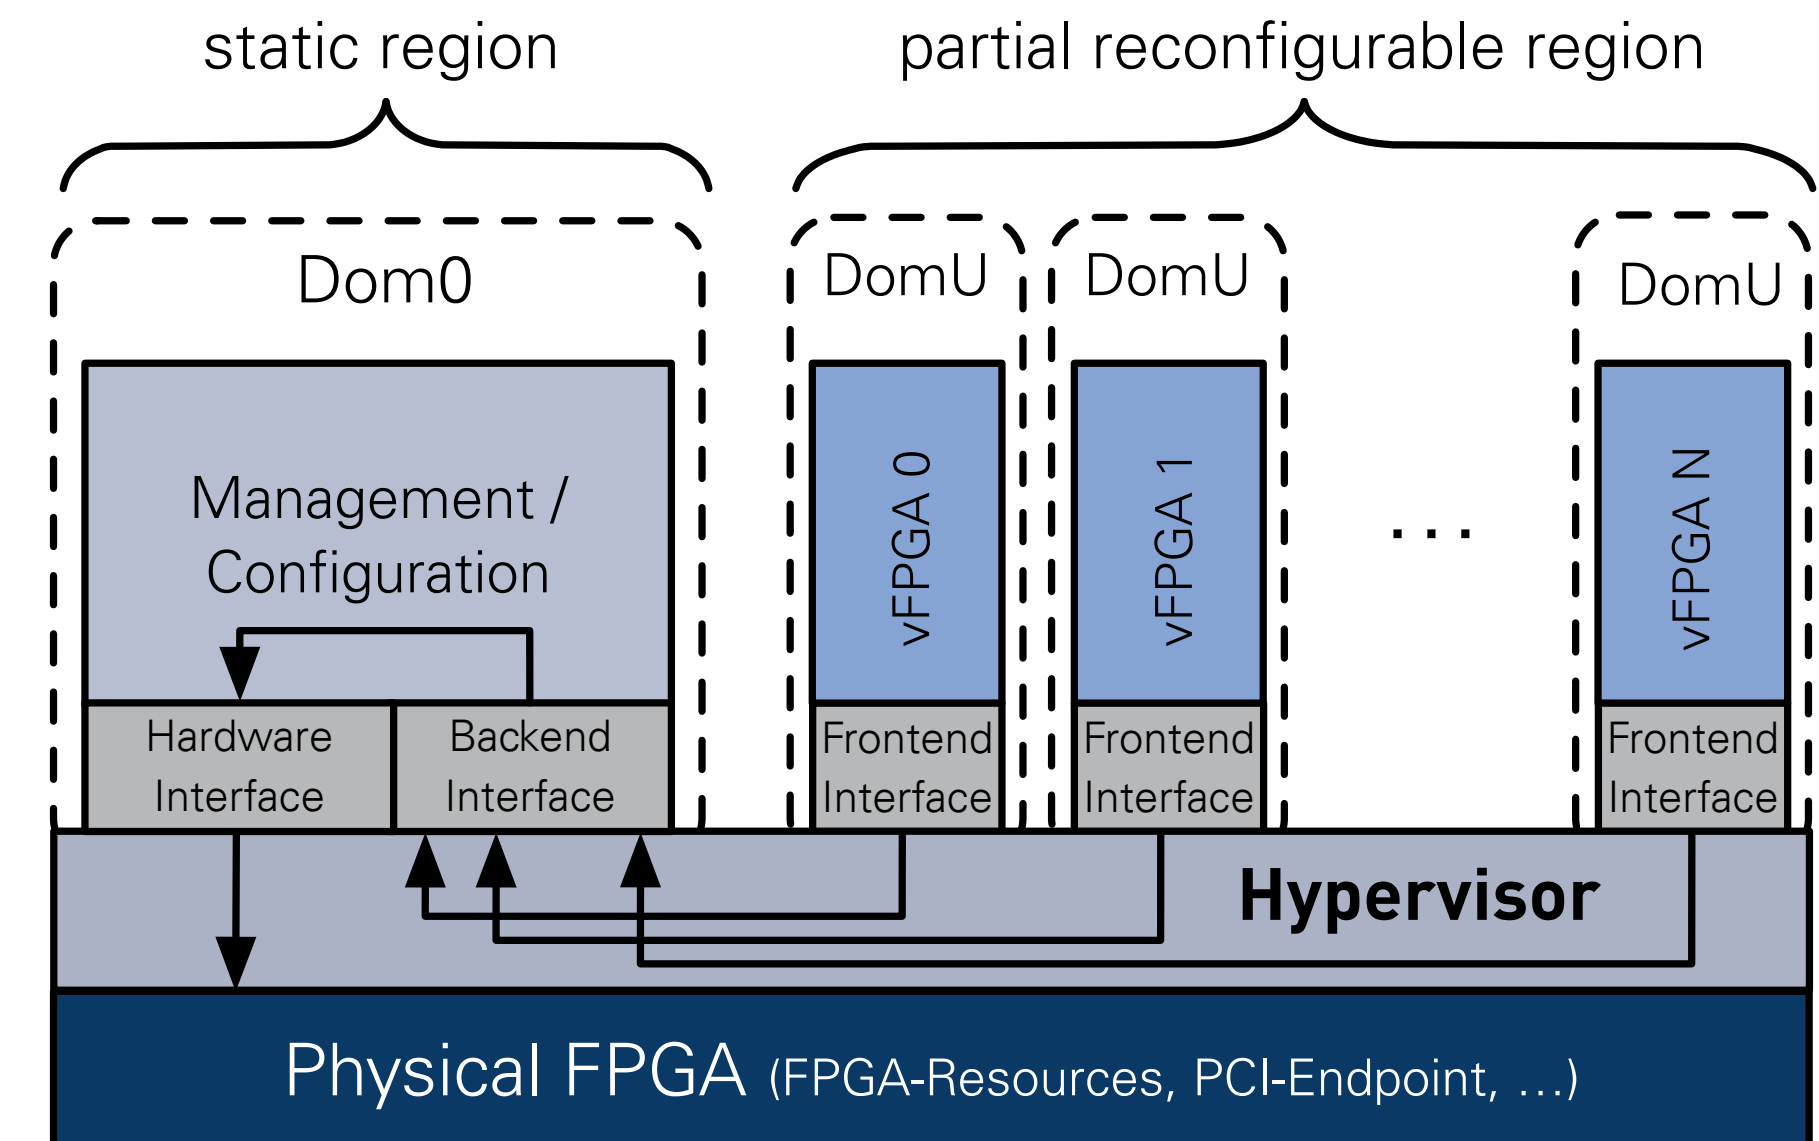 static region
partial reconfigurable region
Dom0
DomU
DomU
DomU
Management /
Configuration
vFPGA 0
vFPGA 1
. . .
vFPGA N
Hardware
Interface
Backend
Interface
Frontend
Interface
Frontend
Interface
Frontend
Interface
Hypervisor
Physical FPGA (FPGA-Resources, PCI-Endpoint, ...)